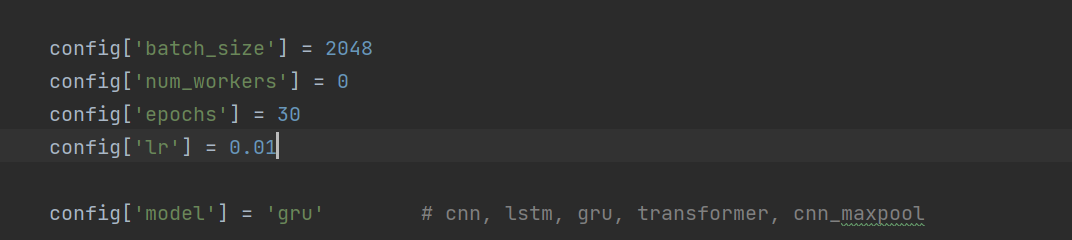 config['batch_size'] = 2048
config['num_workers'] = 0
config['epochs'] = 30
config['lr'] = 0.01
config['model'] = 'gru'        # cnn, lstm, gru, transformer, cnn_maxpool